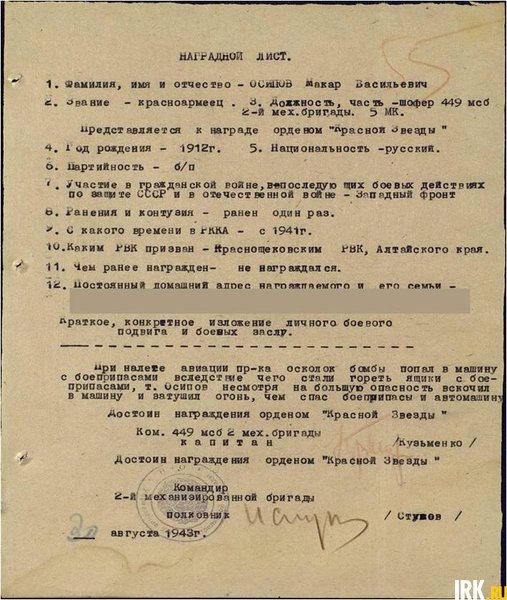 НАГРАДНОЙ ЛИСТ.
1. Фамилия, имя и отчество - ОСИПОВ Макар Васильевич
2. Звание - красноармеец. 3. Должность, часть -шофер 449 мсб
2-й мех.бригады. 5 МК.
Представляется к награде орденом "Красной Звезды"
4. Год рождения - 1912г. 5. Национальность -русский.
6. Партийность - б/п
7. Участие в гражданской войне, впоследую щих боевых действиях
по защите СССР и в отечественной войне - Западный фронт
8. Ранения и контузия - ранен один раз.
9. С какого времени в РККА - с 1941г.
10. Каким РВК призван - Краснощековским РВК, Алтайского края.
11. Чем ранее награжден- не награждался.
12. Постоянный домашний адрес награждаемого и его семьи -
Краткое, конкретное изложение личного боевого
подвига и боевых заслу.
При налете авиации пр-ка осколок бомбы попал в машину
с боеприпасами вследствие чего стали гореть ящики с бое-
припасами, т. Осипов несмотря на большую опасность вскочил
в машину и затушил огонь, чем спас боеприпасы и автомашину
Достоин награждения орденом "Красной Звезды"
Ком. 449 мсб 2 мех.бригады
капитан /Кузьменко /
Достоин награждения орденом "Красной Звезды"
Командир
2-й механизированной бригады
полковник / Стуков /
августа 1943г.
IRK.RU